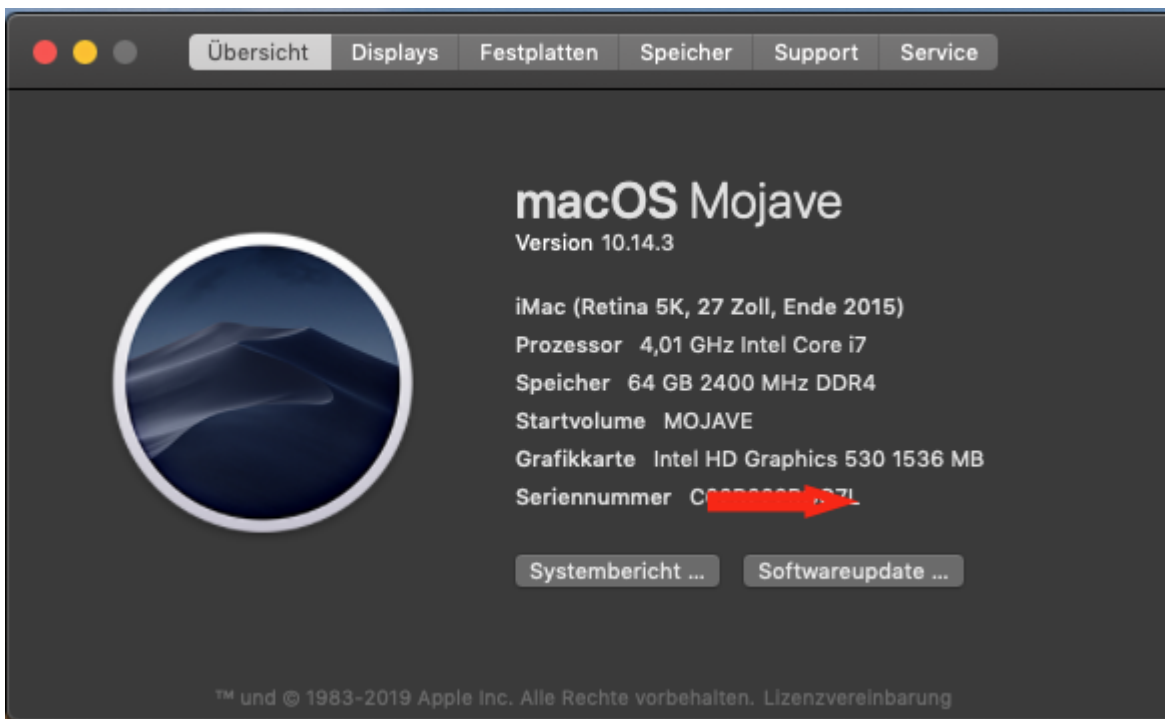 Übersicht Displays Festplatten Speicher Support Service
macOS Mojave
Version 10.14.3
iMac (Retina 5K, 27 Zoll, Ende 2015)
Prozessor 4,01 GHz Intel Core i7
Speicher 64 GB 2400 MHz DDR4
Startvolume MOJAVE
Grafikkarte Intel HD Graphics 530 1536 MB
Seriennummer
Systembericht ... Softwareupdate ...
™ und © 1983-2019 Apple Inc. Alle Rechte vorbehalten. Lizenzvereinbarung